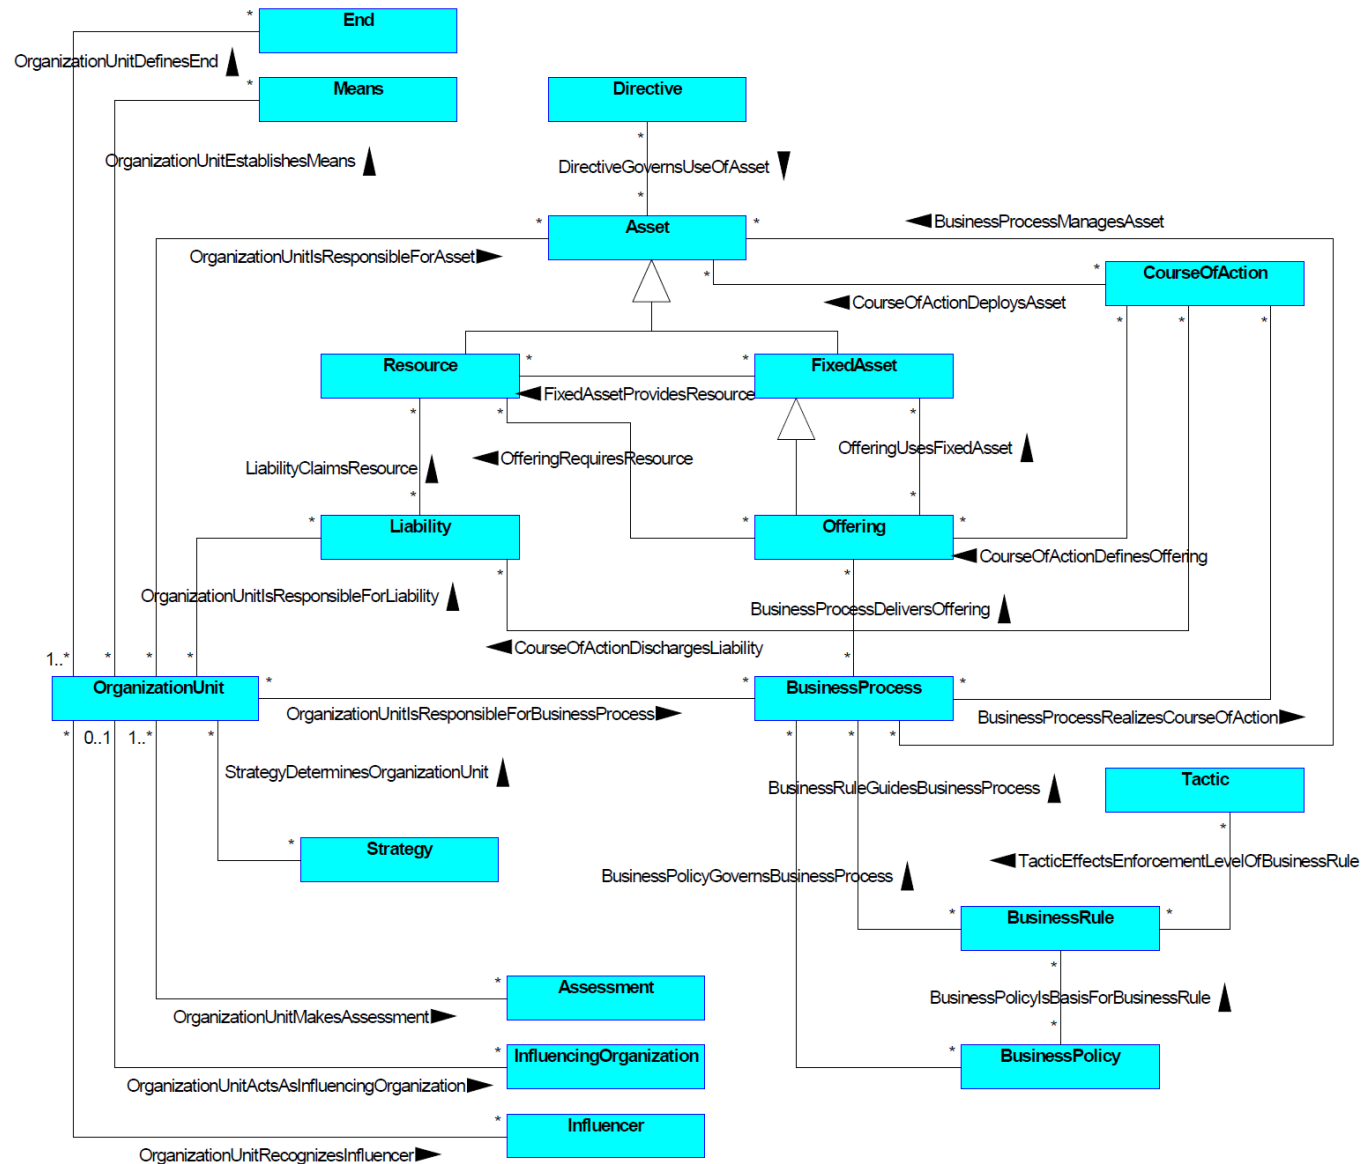 *
End
OrganizationUnitDefinesEnd
*
Means
Directive
*
OrganizationUnitEstablishesMeans
DirectiveGovernsUseOfAsset
*
*
Asset
*
BusinessProcessManagesAsset
OrganizationUnitIsResponsibleForAsset
*
*
CourseOfAction
CourseOfActionDeploysAsset
*
*
*
Resource
*
*
FixedAsset
FixedAssetProvidesResource
*
*
*
OfferingUsesFixedAsset
LiabilityClaimsResource
OfferingRequiresResource
*
*
*
Liability
*
Offering
*
CourseOfActionDefinesOffering
*
*
OrganizationUnitIsResponsibleForLiability
BusinessProcessDeliversOffering
CourseOfActionDischargesLiability
1..*
*
*
*
*
OrganizationUnit
*
*
BusinessProcess
*
OrganizationUnitIsResponsibleForBusinessProcess
BusinessProcessRealizesCourseOfAction
*
0..1
1..*
*
*
*
*
StrategyDeterminesOrganizationUnit
BusinessRuleGuidesBusinessProcess
Tactic
*
*
Strategy
TacticEffectsEnforcementLevelOfBusinessRule
BusinessPolicyGovernsBusinessProcess
*
BusinessRule
*
*
*
Assessment
BusinessPolicyIsBasisForBusinessRule
OrganizationUnitMakesAssessment
*
*
InfluencingOrganization
*
BusinessPolicy
OrganizationUnitActsAsInfluencingOrganization
*
Influencer
OrganizationUnitRecognizesInfluencer